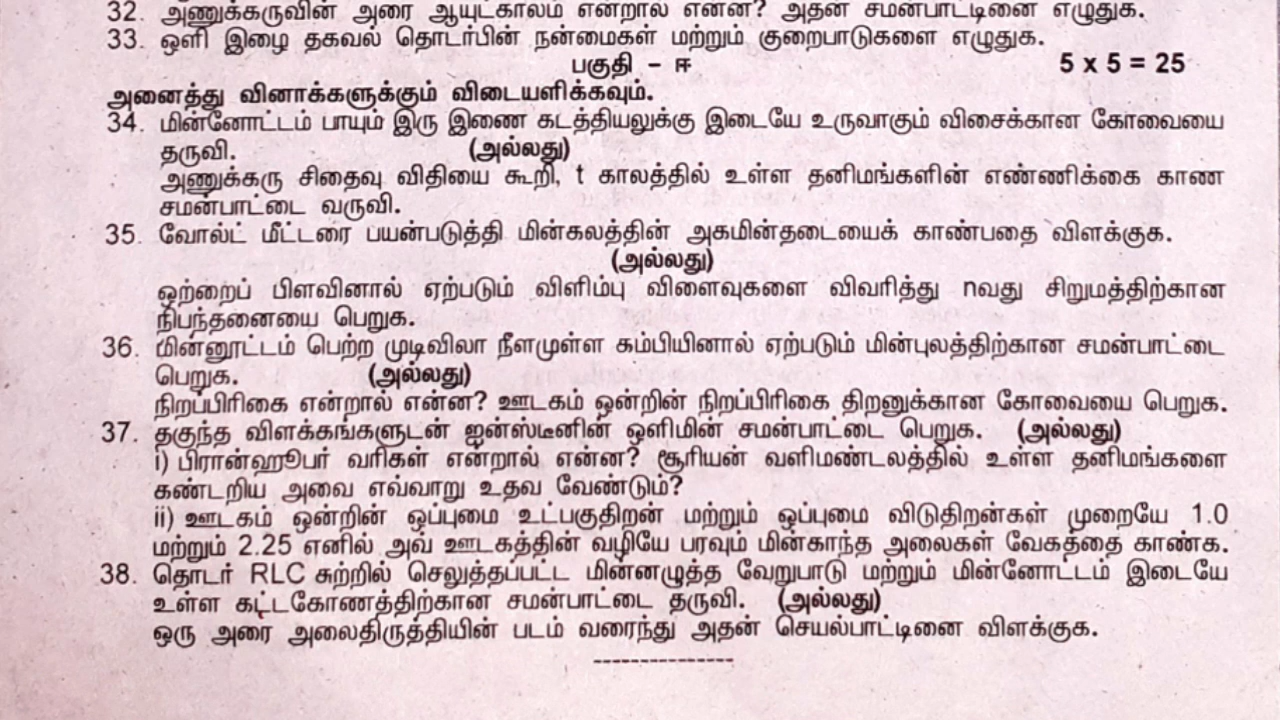 32. அணுக்கருவின் அரை ஆயுட்காலம் என்றால் என்ன? அதன் சமன்பாட்டினை எழுதுக.
33. ஒளி இழை தகவல் தொடர்பின் நன்மைகள் மற்றும் குறைபாடுகளை எழுதுக.
பகுதி - ஈ 5 x 5 = 25
அனைத்து வினாக்களுக்கும் விடையளிக்கவும்.
34. மின்னோட்டம் பாயும் இரு இணை கடத்தியலுக்கு இடையே உருவாகும் விசைக்கான கோவையை
தருவி. (அல்லது)
அணுக்கரு சிதைவு விதியை கூறி, t காலத்தில் உள்ள தனிமங்களின் எண்ணிக்கை காண
சமன்பாட்டை வருவி.
35. வோல்ட் மீட்டரை பயன்படுத்தி மின்கலத்தின் அகமின்தடையைக் காண்பதை விளக்குக.
(அல்லது)
ஒற்றைப் பிளவினால் ஏற்படும் விளிம்பு விளைவுகளை விவரித்து nவது சிறுமத்திற்கான
நிபந்தனையை பெறுக.
36. மின்னூட்டம் பெற்ற முடிவிலா நீளமுள்ள கம்பியினால் ஏற்படும் மின்புலத்திற்கான சமன்பாட்டை
பெறுக. (அல்லது)
நிறப்பிரிகை என்றால் என்ன? ஊடகம் ஒன்றின் நிறப்பிரிகை திறனுக்கான கோவையை பெறுக.
37. தகுந்த விளக்கங்களுடன் ஐன்ஸ்டீனின் ஒளிமின் சமன்பாட்டை பெறுக. (அல்லது)
i) பிரான்ஹூபர் வரிகள் என்றால் என்ன? சூரியன் வளிமண்டலத்தில் உள்ள தனிமங்களை
கண்டறிய அவை எவ்வாறு உதவ வேண்டும்?
ii) ஊடகம் ஒன்றின் ஒப்புமை உட்பகுதிறன் மற்றும் ஒப்புமை விடுதிறன்கள் முறையே 1.0
மற்றும் 2.25 எனில் அவ் ஊடகத்தின் வழியே பரவும் மின்காந்த அலைகள் வேகத்தை காண்க.
38. தொடர் RLC சுற்றில் செலுத்தப்பட்ட மின்னழுத்த வேறுபாடு மற்றும் மின்னோட்டம் இடையே
உள்ள கட்டகோணத்திற்கான சமன்பாட்டை தருவி. (அல்லது)
ஒரு அரை அலைதிருத்தியின் படம் வரைந்து அதன் செயல்பாட்டினை விளக்குக.
---------------